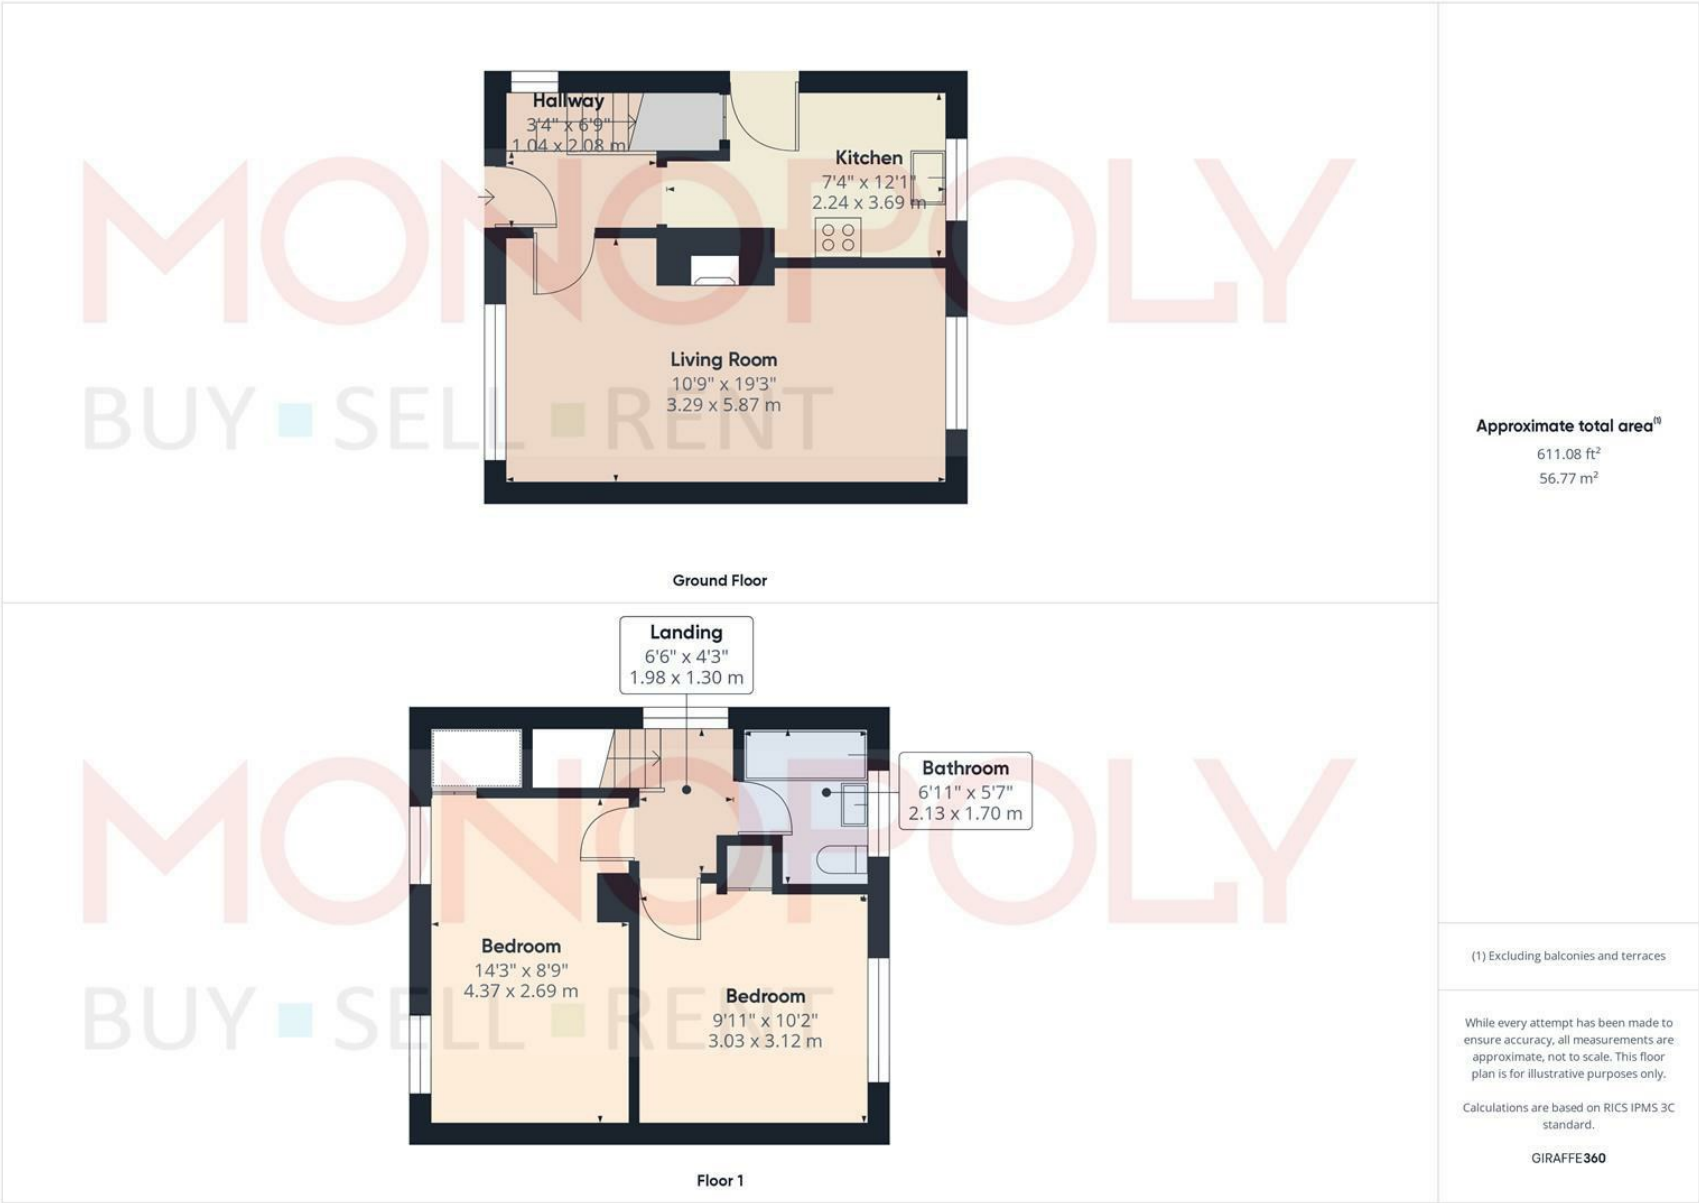 Hallway
3'4" x 6'9"
1.04 x 2.08 m
Kitchen
7'4" x 12'1"
2.24 x 3.69 m
Living Room
10'9" x 19'3"
3.29 x 5.87 m
MONOPOLY
BUY SELL RENT
Ground Floor
Landing
6'6" x 4'3"
1.98 x 1.30 m
Bathroom
6'11" x 5'7"
2.13 x 1.70 m
Bedroom
14'3" x 8'9"
4.37 x 2.69 m
Bedroom
9'11" x 10'2"
3.03 x 3.12 m
MONOPOLY
BUY SELL RENT
Floor 1
Approximate total area(1)
611.08 ft²
56.77 m²
(1) Excluding balconies and terraces
While every attempt has been made to
ensure accuracy, all measurements are
approximate, not to scale. This floor
plan is for illustrative purposes only.
Calculations are based on RICS IPMS 3C
standard.
GIRAFFE360